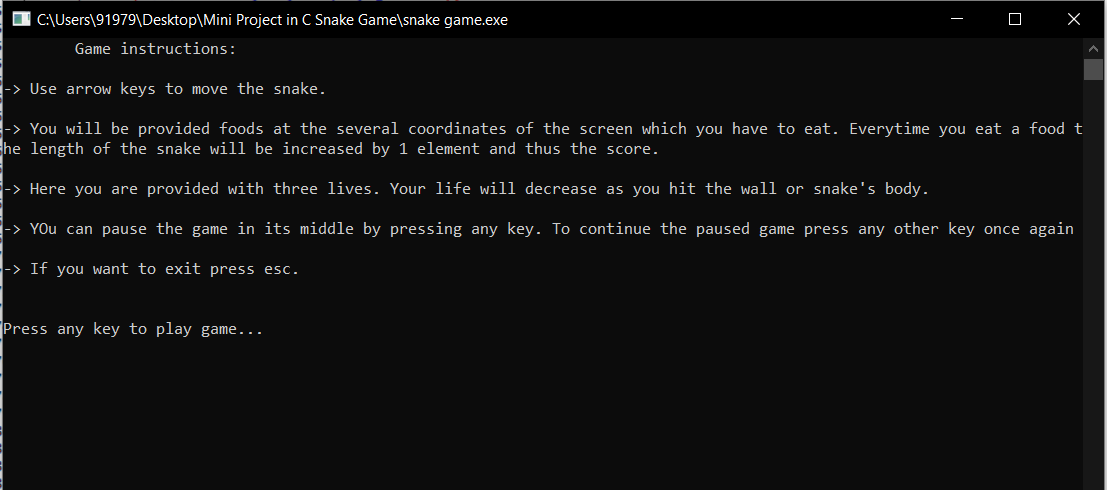 C:\Users\91979\Desktop\Mini Project in C Snake Game\snake game.exe
Game instructions:
-> Use arrow keys to move the snake.
-> You will be provided foods at the several coordinates of the screen which you have to eat. Everytime you eat a food t
he length of the snake will be increased by 1 element and thus the score.
-> Here you are provided with three lives. Your life will decrease as you hit the wall or snake's body.
-> YOu can pause the game in its middle by pressing any key. To continue the paused game press any other key once again
-> If you want to exit press esc.
Press any key to play game...